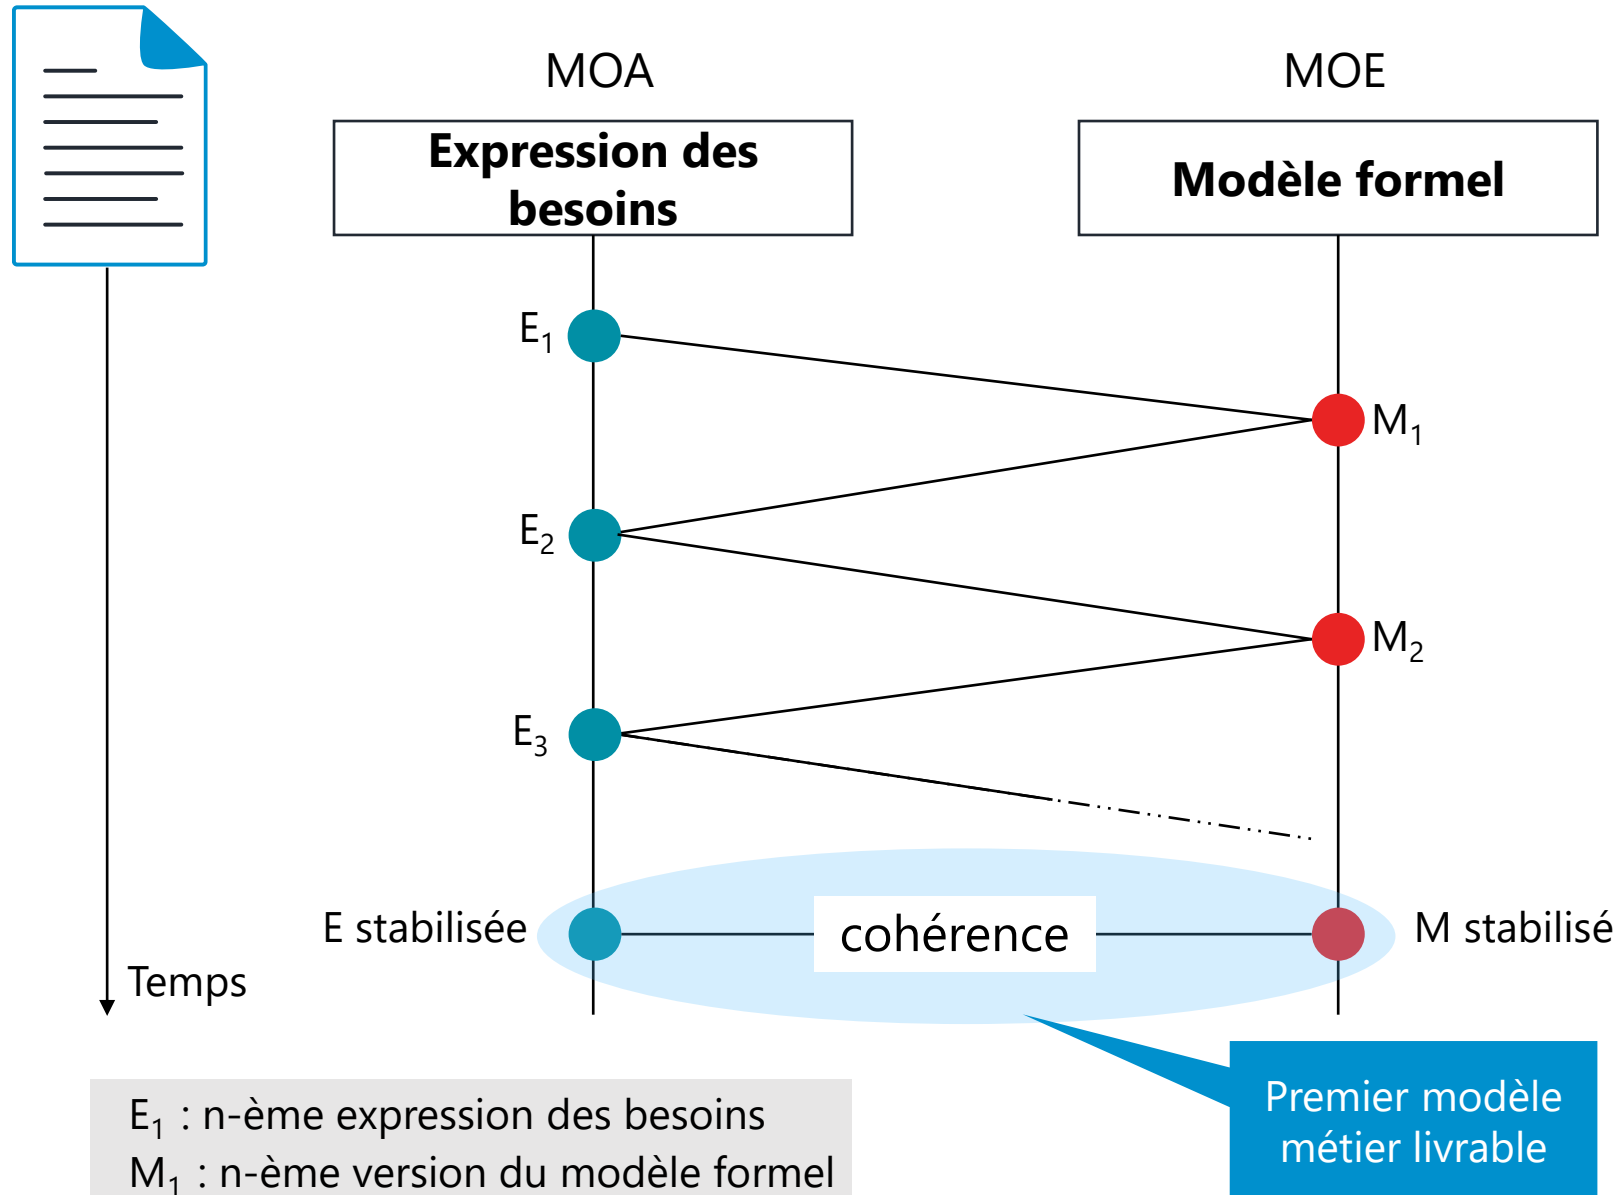 MOA
MOE
Expression des
besoins
Modèle formel
E₁
M₁
E₂
M₂
E₃
E stabilisée
cohérence
M stabilisé
Temps
E₁ : n-ème expression des besoins
M₁ : n-ème version du modèle formel
Premier modèle
métier livrable